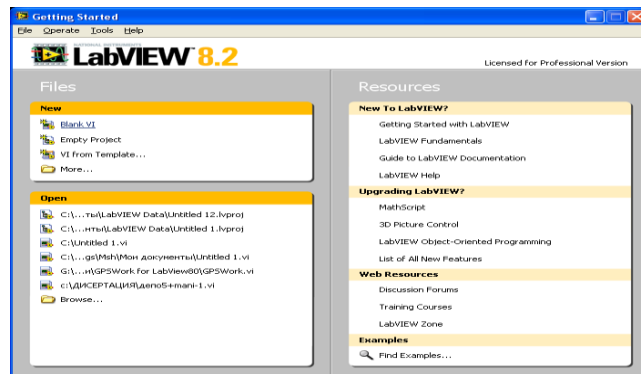 Getting Started
File Operate Tools Help
NATIONAL INSTRUMENTS
LabVIEW 8.2
Licensed for Professional Version
Files
New
Blank VI
Empty Project
VI from Template...
More...
Open
C:\...ты\LabVIEW Data\Untitled 12.lvproj
C:\...нты\LabVIEW Data\Untitled 1.lvproj
C:\Untitled 1.vi
C:\...gs\Msh\Мои документы\Untitled 1.vi
G:\...и\GPSWork for LabView80\GPSWork.vi
c:\ДИСЕРТАЦИЯ\депо5+mani-1.vi
Browse...
Resources
New To LabVIEW?
Getting Started with LabVIEW
LabVIEW Fundamentals
Guide to LabVIEW Documentation
LabVIEW Help
Upgrading LabVIEW?
MathScript
3D Picture Control
LabVIEW Object-Oriented Programming
List of All New Features
Web Resources
Discussion Forums
Training Courses
LabVIEW Zone
Examples
Find Examples...